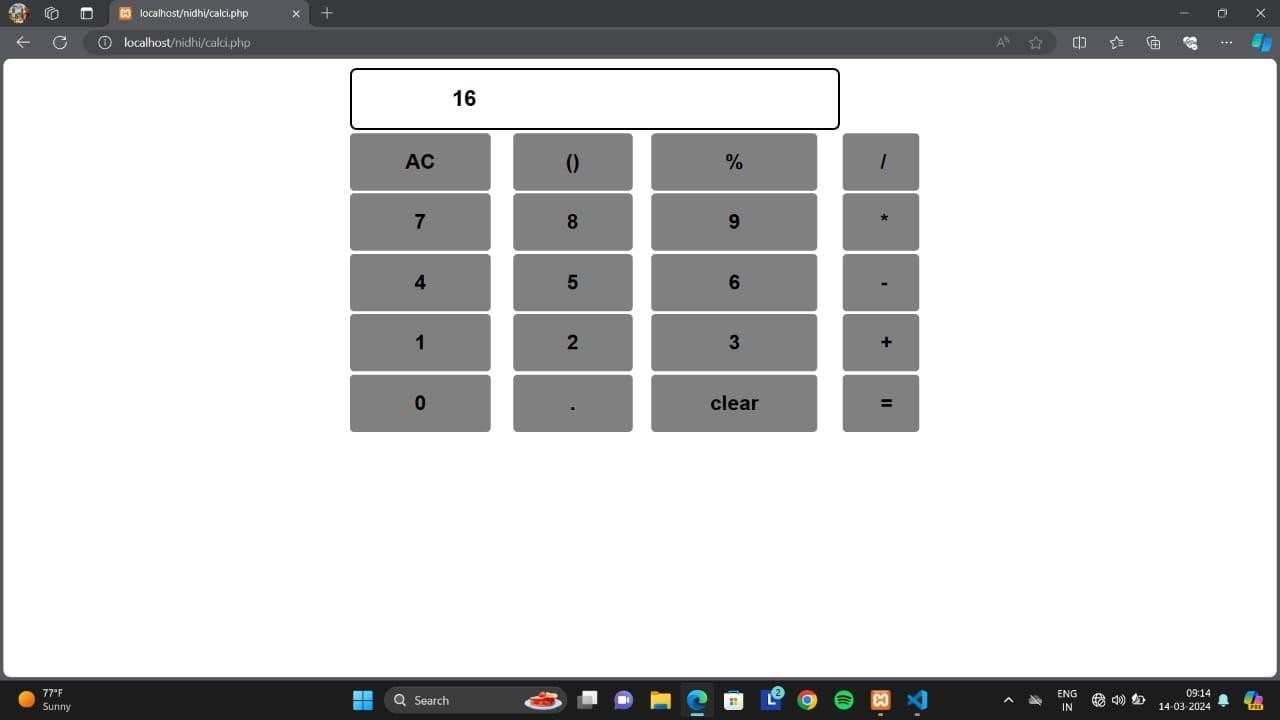 localhost/nidhi/calci.php
localhost/nidhi/calci.php
16
AC () % /
7 8 9 *
4 5 6 -
1 2 3 +
0 . clear =
77°F
Sunny
Search
2
ENG
IN
09:14
14-03-2024